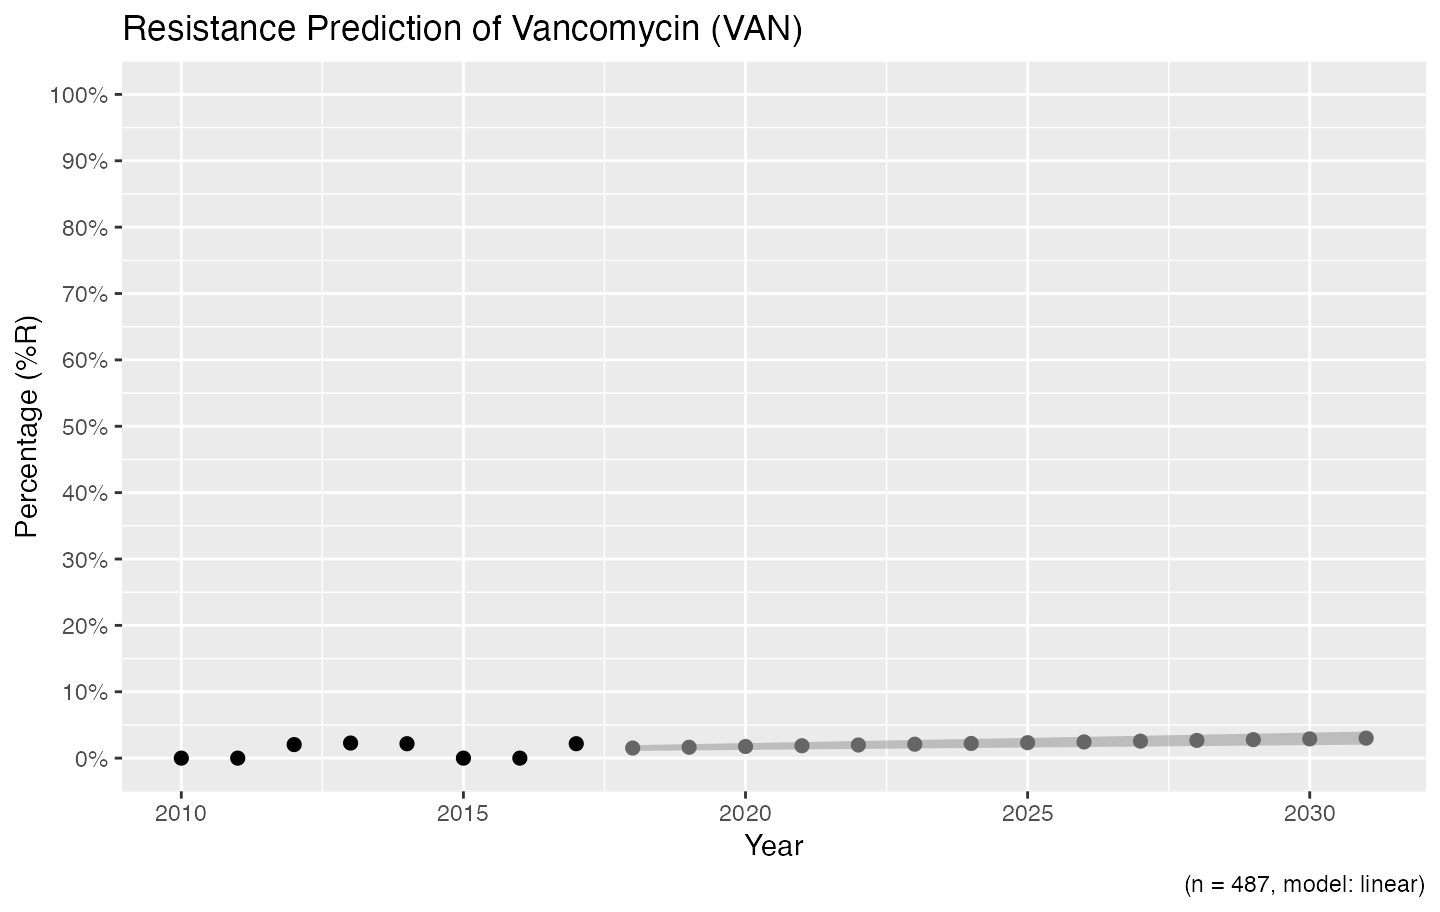 Resistance Prediction of Vancomycin (VAN)
Percentage (%R)
100%
90%
80%
70%
60%
50%
40%
30%
20%
10%
0%
2010 2015 2020 2025 2030
Year
(n = 487, model: linear)